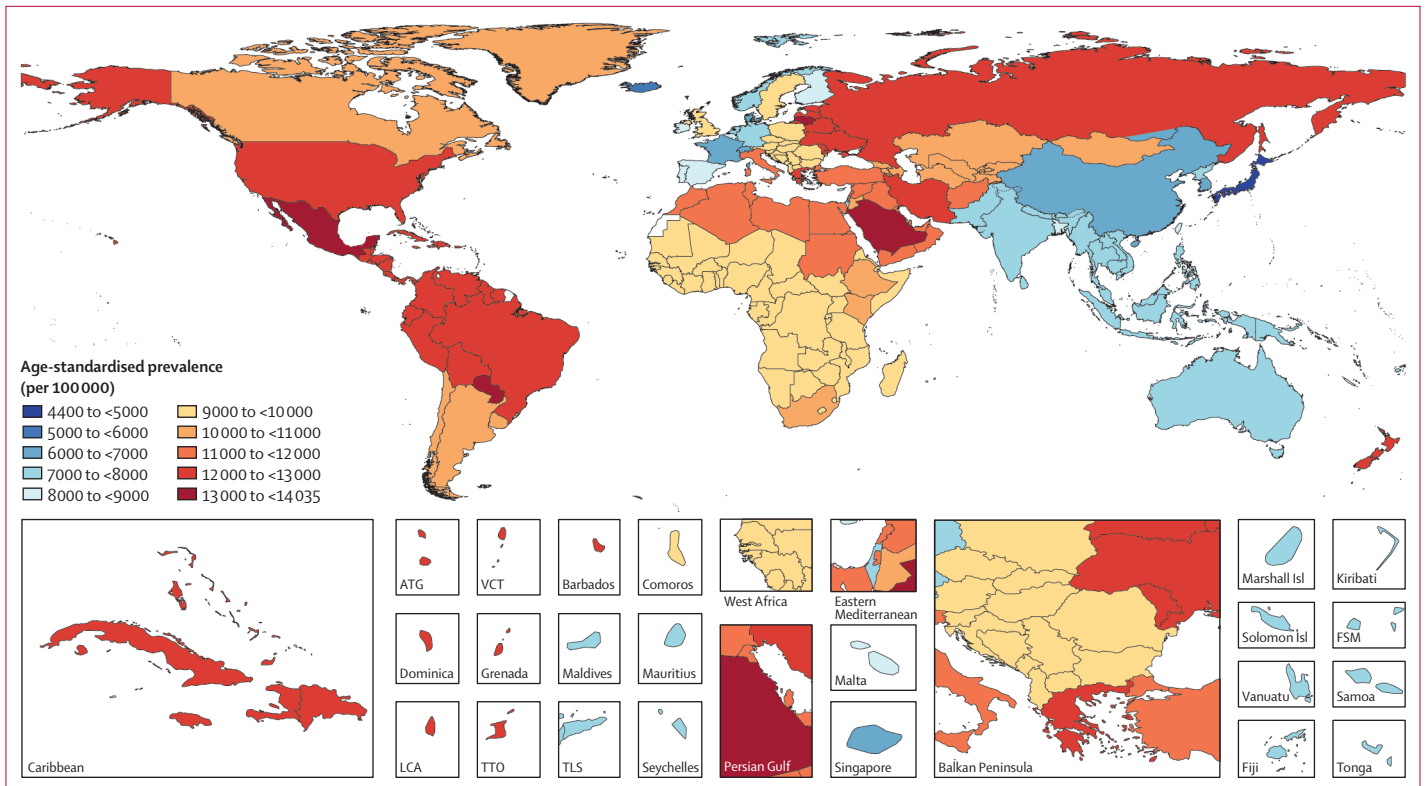 Age-standardised prevalence
(per 100 000)
4400 to <5000
5000 to <6000
6000 to <7000
7000 to <8000
8000 to <9000
9000 to <10 000
10 000 to <11 000
11 000 to <12 000
12 000 to <13 000
13 000 to <14 035
Caribbean
ATG
VCT
Barbados
Comoros
Dominica
Grenada
Maldives
Mauritius
LCA
TTO
TLS
Seychelles
West Africa
Eastern
Mediterranean
Persian Gulf
Malta
Singapore
Balkan Peninsula
Marshall Isl
Kiribati
Solomon Isl
FSM
Vanuatu
Samoa
Fiji
Tonga